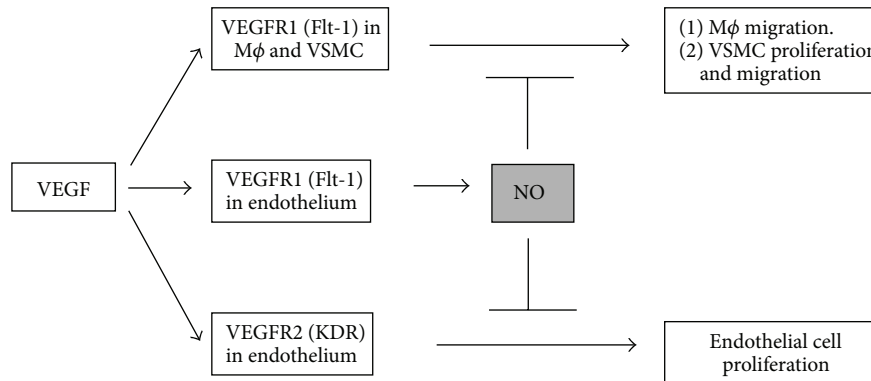 VEGFR1 (Flt-1) in
Mϕ and VSMC
(1) Mϕ migration.
(2) VSMC proliferation
and migration
VEGF
VEGFR1 (Flt-1)
in endothelium
NO
VEGFR2 (KDR)
in endothelium
Endothelial cell
proliferation